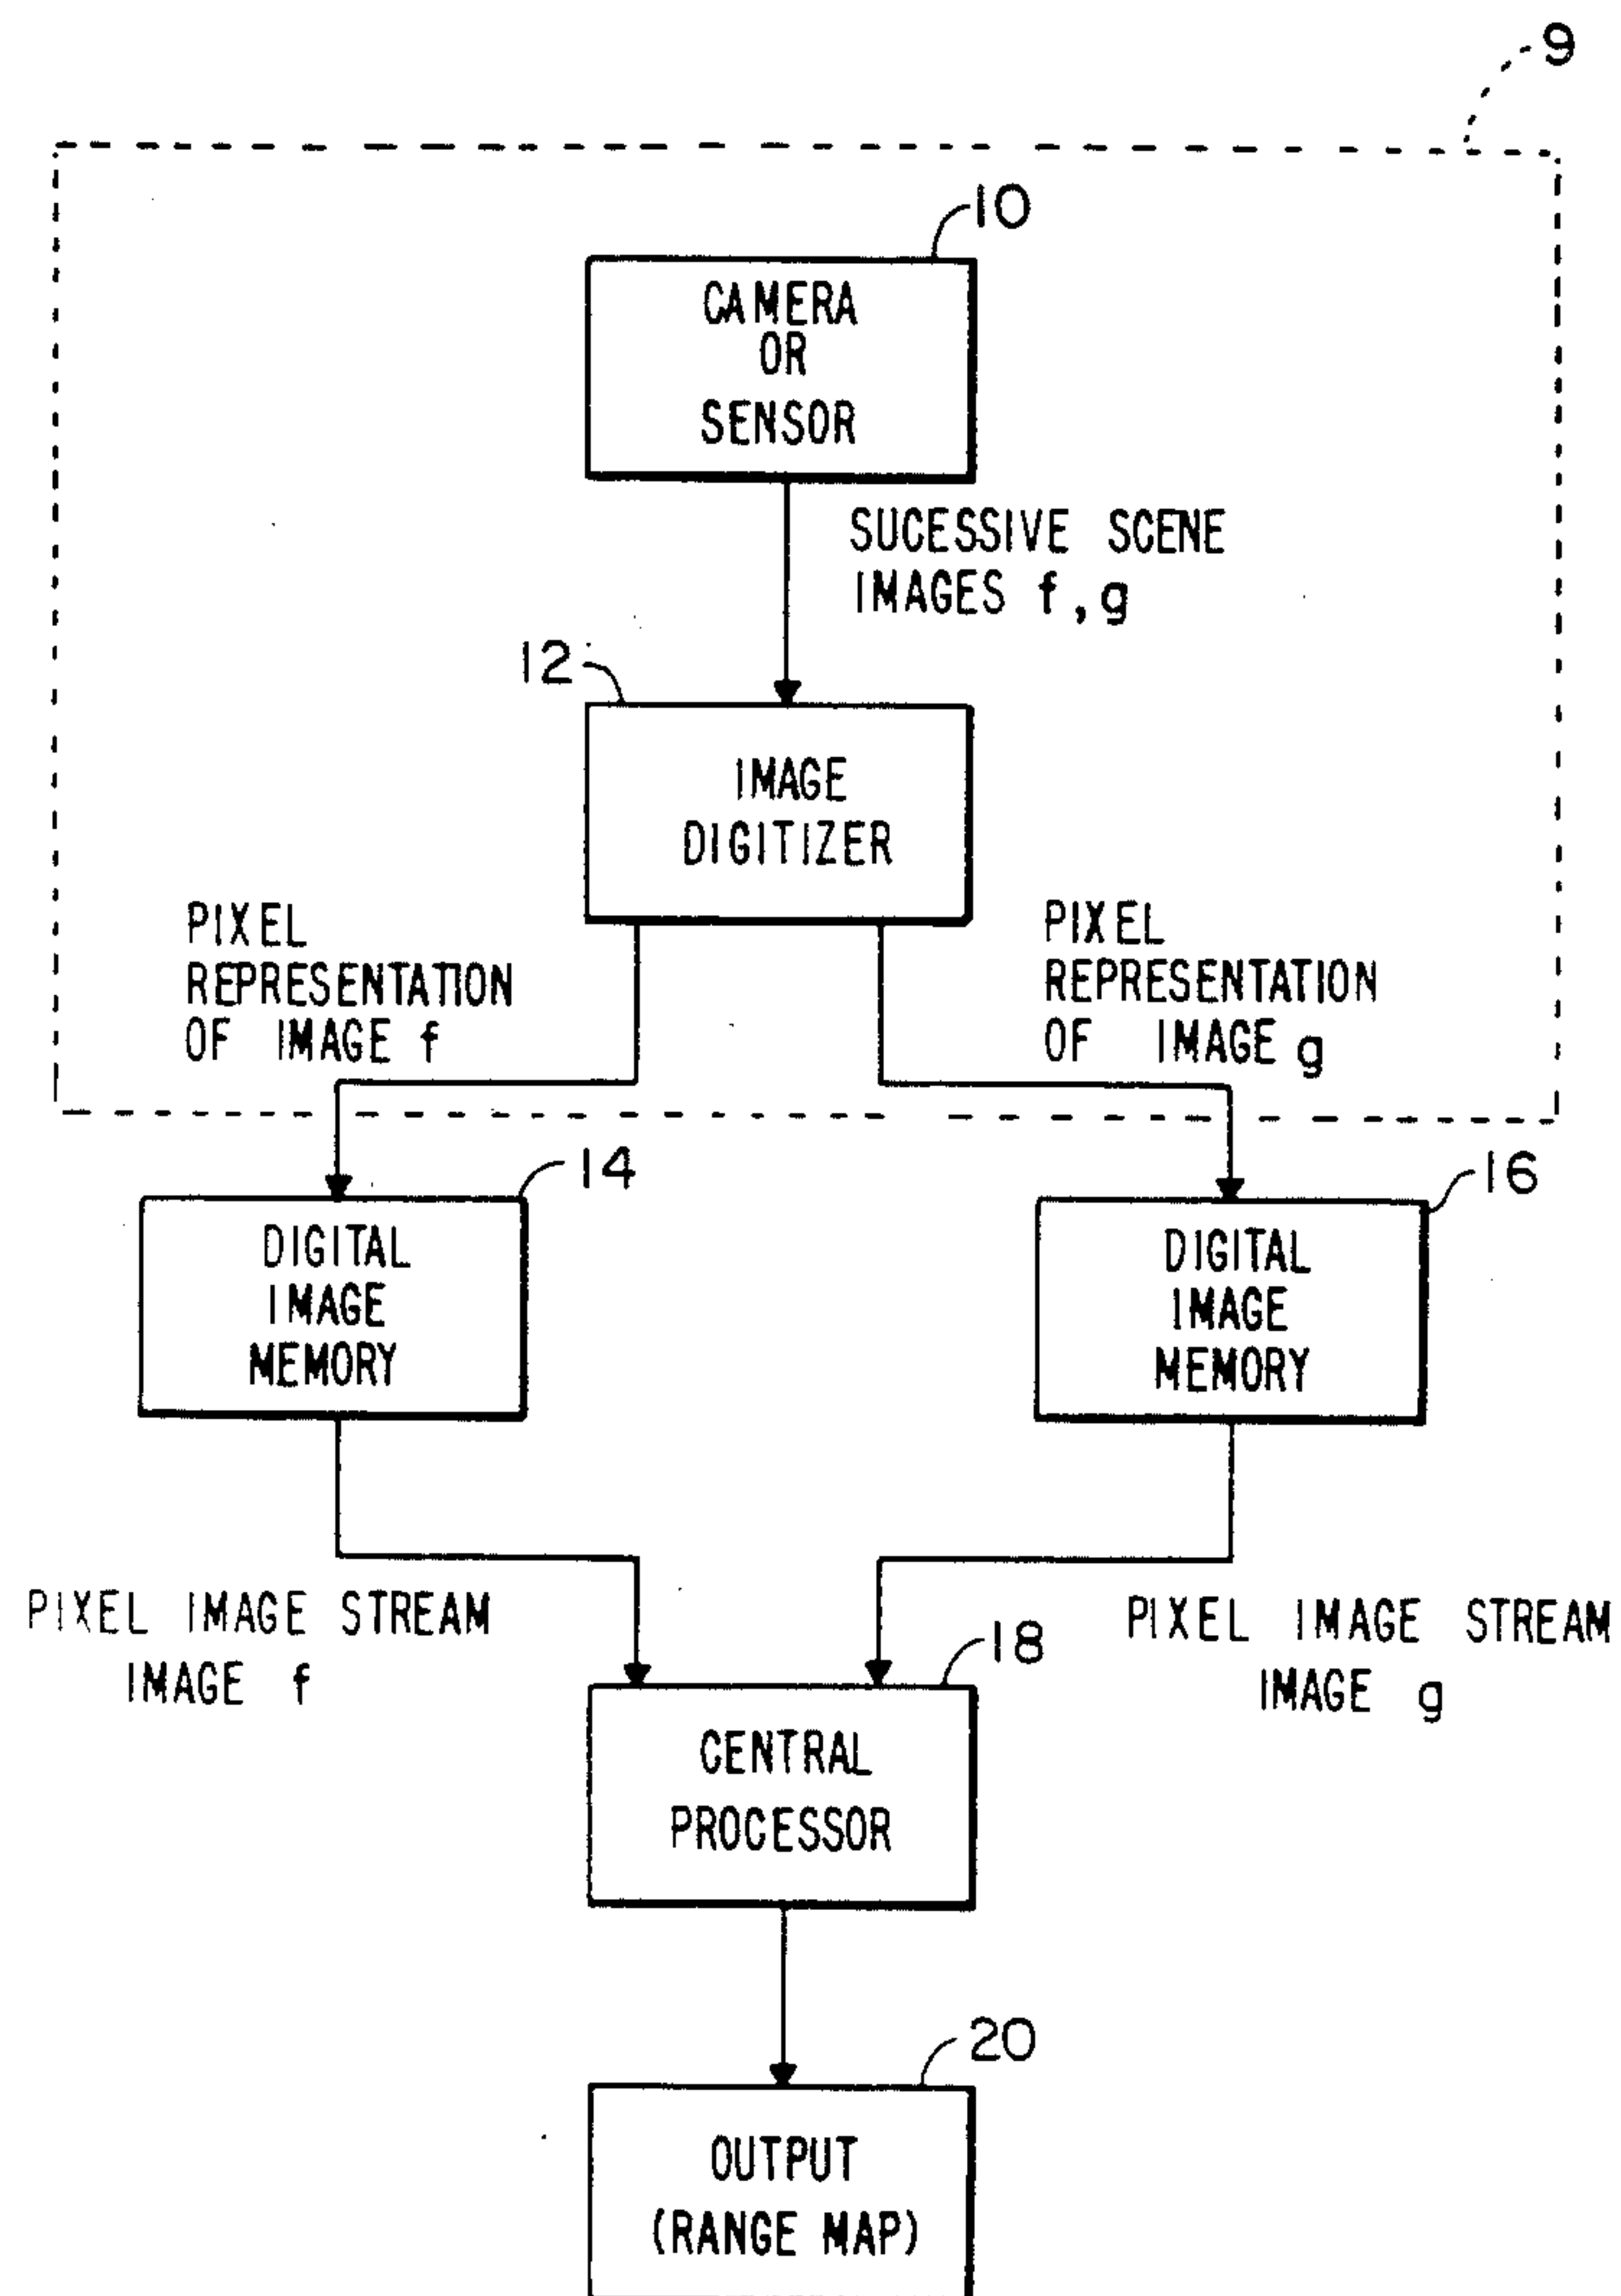 9
10
CAMERA
OR
SENSOR
SUCESSIVE SCENE
IMAGES f, g
12
IMAGE
DIGITIZER
PIXEL
REPRESENTATION
OF IMAGE f
PIXEL
REPRESENTATION
OF IMAGE g
14
DIGITAL
IMAGE
MEMORY
16
DIGITAL
IMAGE
MEMORY
PIXEL IMAGE STREAM
IMAGE f
PIXEL IMAGE STREAM
IMAGE g
18
CENTRAL
PROCESSOR
20
OUTPUT
(RANGE MAP)